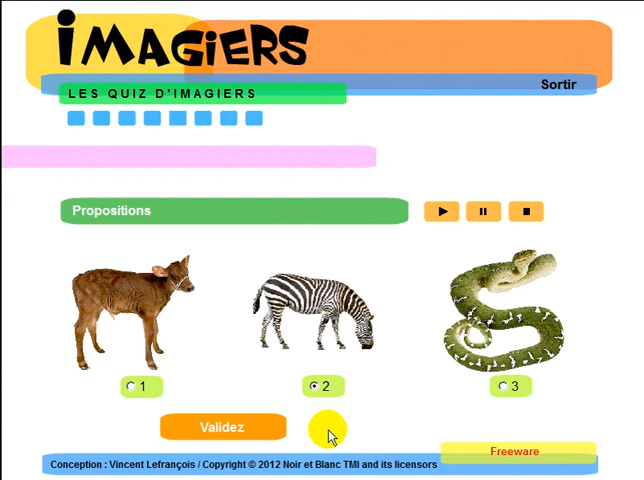 IMAGIERS
Sortir
LES QUIZ D'IMAGIERS
Propositions
1
2
3
Validez
Freeware
Conception : Vincent Lefrançois / Copyright © 2012 Noir et Blanc TMI and its licensors